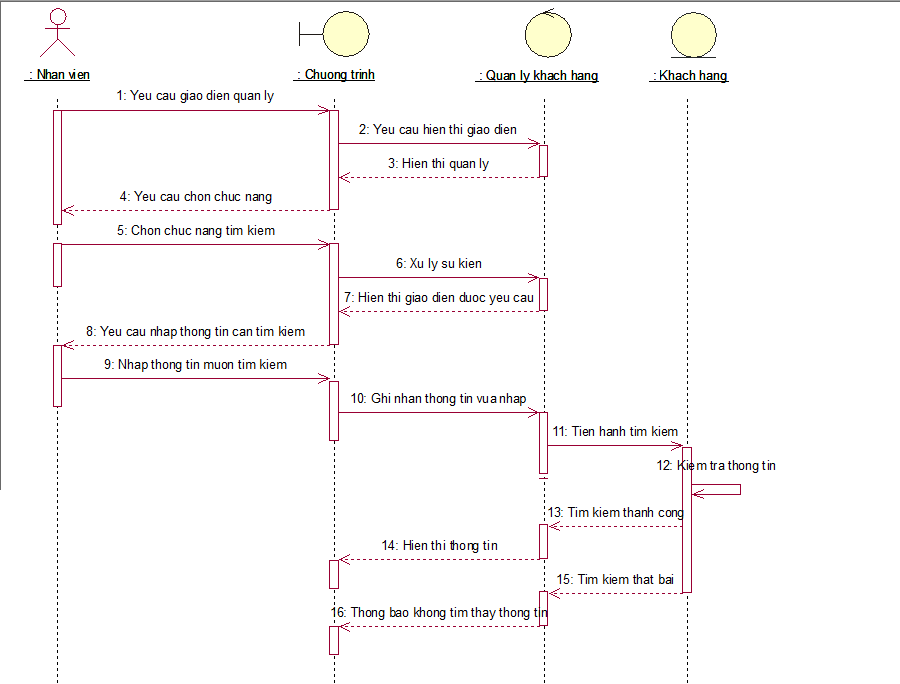 : Nhan vien
: Chuong trinh
: Quan ly khach hang
: Khach hang
1: Yeu cau giao dien quan ly
2: Yeu cau hien thi giao dien
3: Hien thi quan ly
4: Yeu cau chon chuc nang
5: Chon chuc nang tim kiem
6: Xu ly su kien
7: Hien thi giao dien duoc yeu cau
8: Yeu cau nhap thong tin can tim kiem
9: Nhap thong tin muon tim kiem
10: Ghi nhan thong tin vua nhap
11: Tien hanh tim kiem
12: Kiem tra thong tin
13: Tim kiem thanh cong
14: Hien thi thong tin
15: Tim kiem that bai
16: Thong bao khong tim thay thong tin